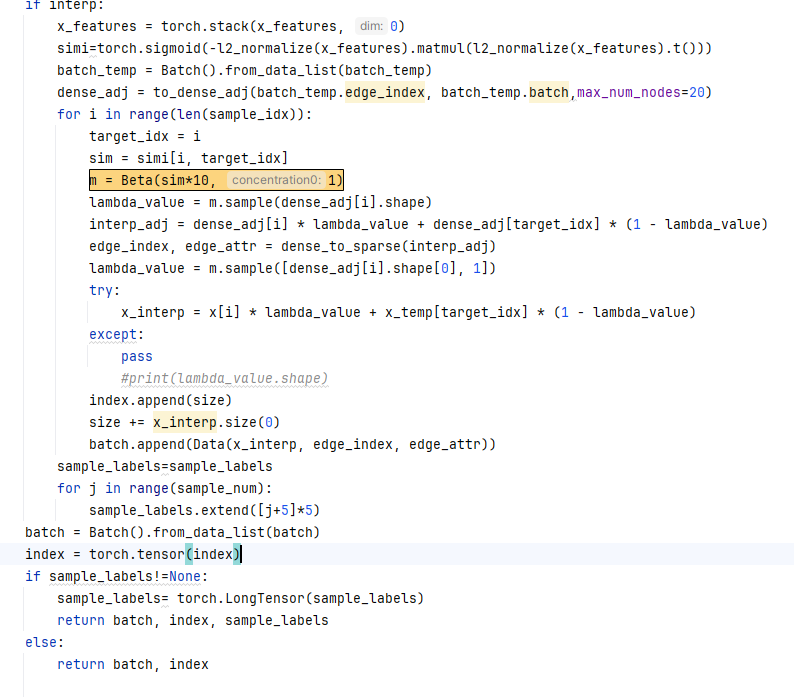 if interp:
    x_features = torch.stack(x_features, dim: 0)
    simi=torch.sigmoid(-l2_normalize(x_features).matmul(l2_normalize(x_features).t()))
    batch_temp = Batch().from_data_list(batch_temp)
    dense_adj = to_dense_adj(batch_temp.edge_index, batch_temp.batch,max_num_nodes=20)
    for i in range(len(sample_idx)):
        target_idx = i
        sim = simi[i, target_idx]
        m = Beta(sim*10, concentration0: 1)
        lambda_value = m.sample(dense_adj[i].shape)
        interp_adj = dense_adj[i] * lambda_value + dense_adj[target_idx] * (1 - lambda_value)
        edge_index, edge_attr = dense_to_sparse(interp_adj)
        lambda_value = m.sample([dense_adj[i].shape[0], 1])
        try:
            x_interp = x[i] * lambda_value + x_temp[target_idx] * (1 - lambda_value)
        except:
            pass
            #print(lambda_value.shape)
        index.append(size)
        size += x_interp.size(0)
        batch.append(Data(x_interp, edge_index, edge_attr))
    sample_labels=sample_labels
    for j in range(sample_num):
        sample_labels.extend([j+5]*5)
batch = Batch().from_data_list(batch)
index = torch.tensor(index)
if sample_labels!=None:
    sample_labels= torch.LongTensor(sample_labels)
    return batch, index, sample_labels
else:
    return batch, index